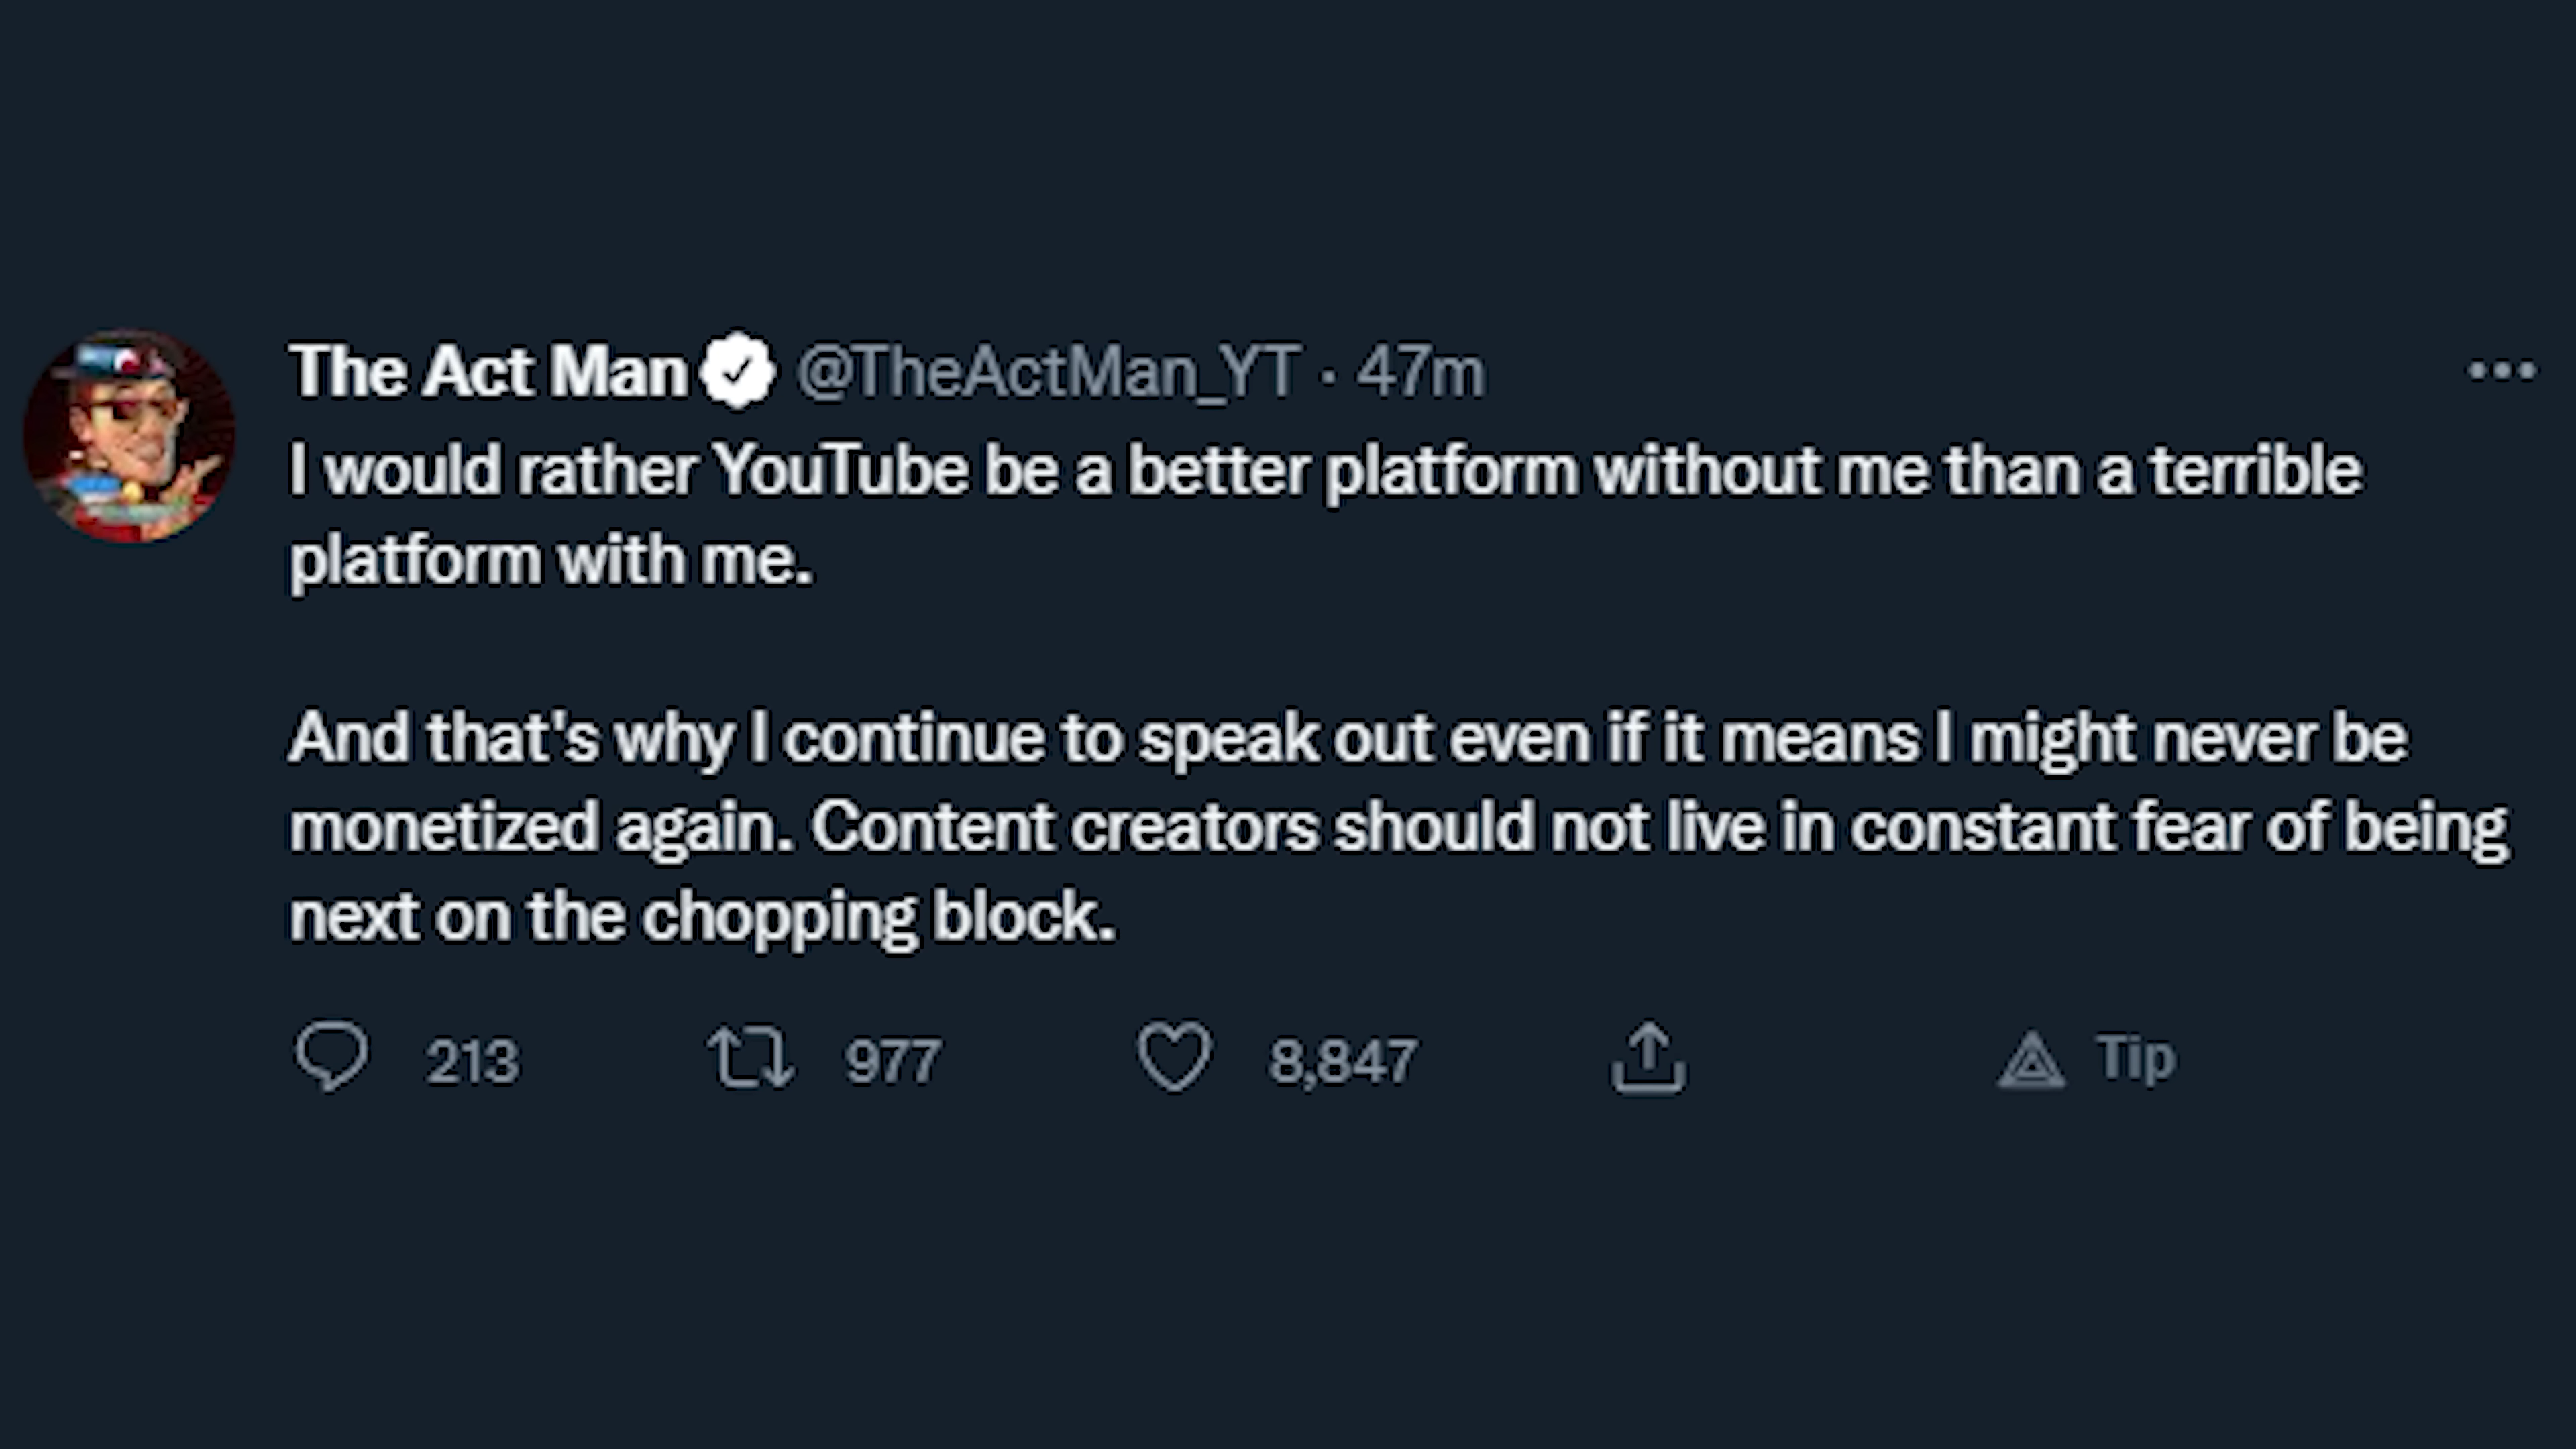 The Act Man @TheActMan_YT · 47m
I would rather YouTube be a better platform without me than a terrible
platform with me.
And that's why I continue to speak out even if it means I might never be
monetized again. Content creators should not live in constant fear of being
next on the chopping block.
213 977 8,847 Tip